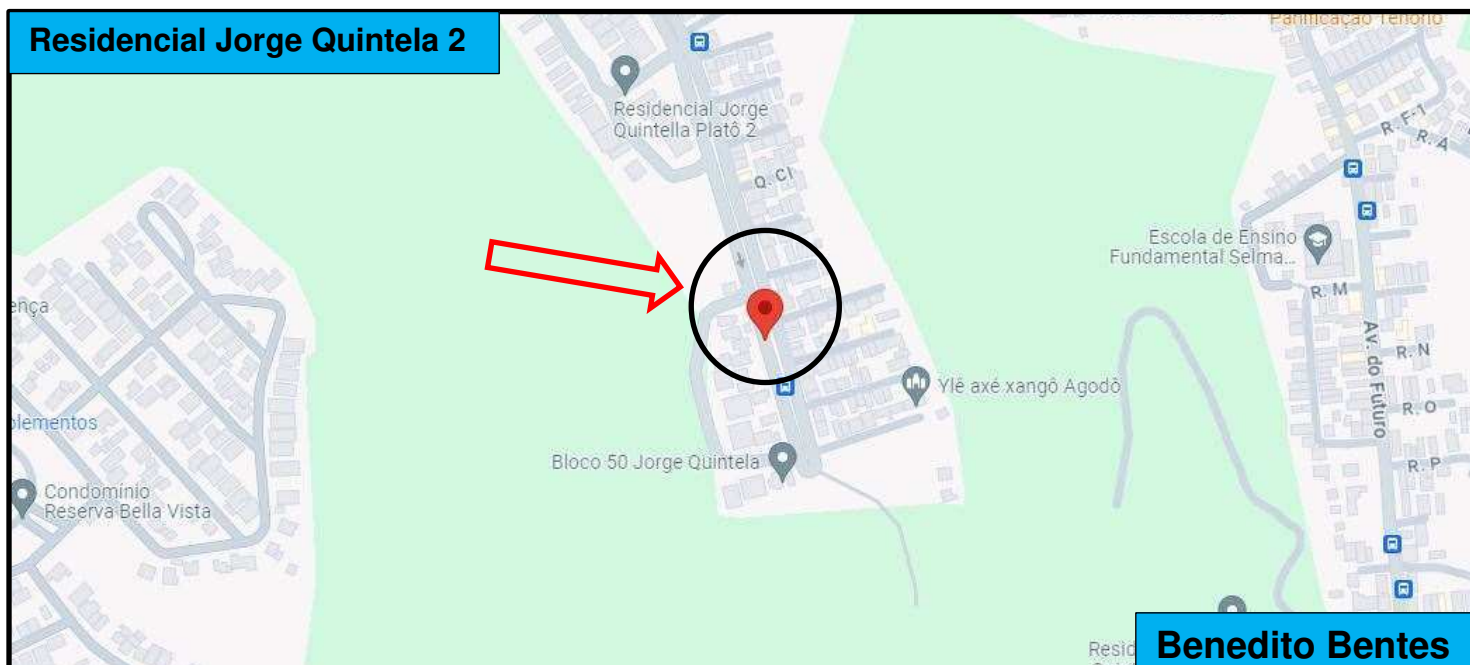 Residencial Jorge Quintela 2
Panificação Tenório
Residencial Jorge
Quintella Platô 2
Q. CI
R. F-1
R. A
Escola de Ensino
Fundamental Selma...
R. M
ença
Av. do Futuro
R. N
Ylê axé xangô Agodô
R. O
plementos
Bloco 50 Jorge Quintela
R. P
Condomínio
Reserva Bella Vista
Resid
Benedito Bentes